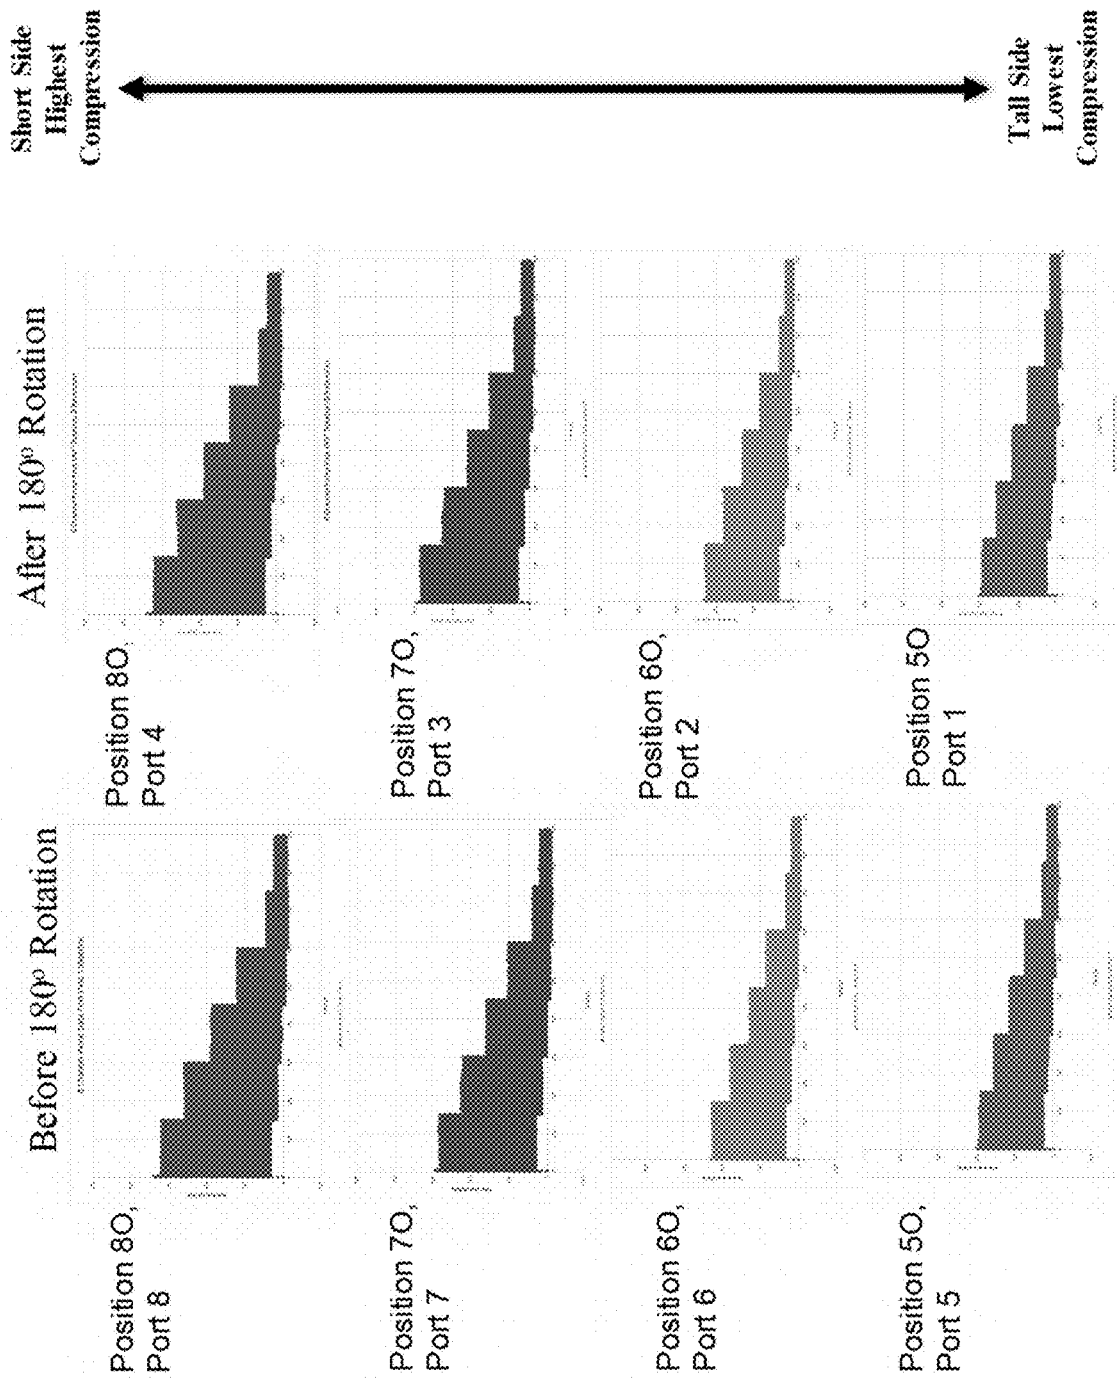 Before 180º Rotation
After 180º Rotation
Short Side
Highest
Compression
Position 8O,
Port 8
Position 8O,
Port 4
Position 7O,
Port 7
Position 7O,
Port 3
Position 6O,
Port 6
Position 6O,
Port 2
Position 5O,
Port 5
Position 5O
Port 1
Tall Side
Lowest
Compression